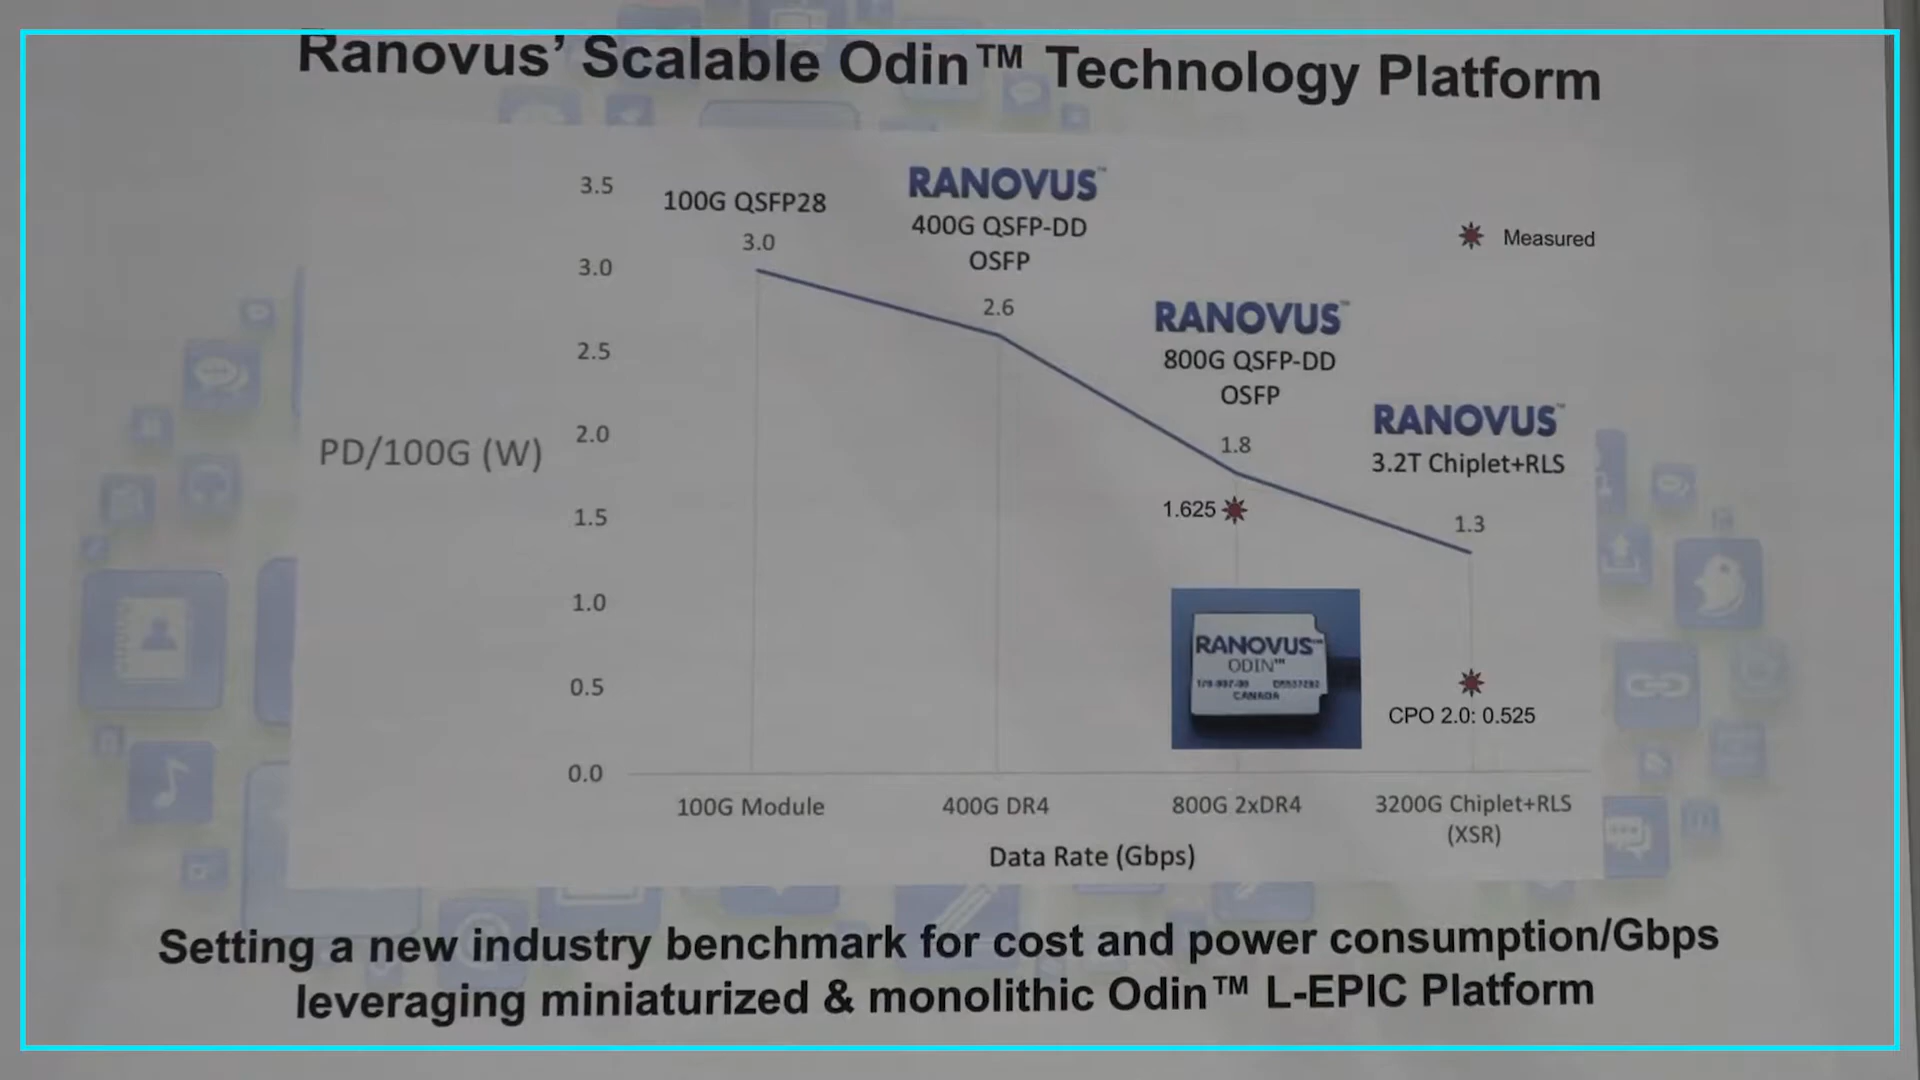 Ranovus’ Scalable Odin™ Technology Platform
3.5
3.0
2.5
2.0
1.5
1.0
0.5
0.0
PD/100G (W)
100G QSFP28
3.0
RANOVUS™
400G QSFP-DD
OSFP
2.6
RANOVUS™
800G QSFP-DD
OSFP
1.8
1.625
RANOVUS™
3.2T Chiplet+RLS
1.3
CPO 2.0: 0.525
Measured
RANOVUS™
ODIN™
CANADA
100G Module
400G DR4
800G 2xDR4
3200G Chiplet+RLS
(XSR)
Data Rate (Gbps)
Setting a new industry benchmark for cost and power consumption/Gbps
leveraging miniaturized & monolithic Odin™ L-EPIC Platform